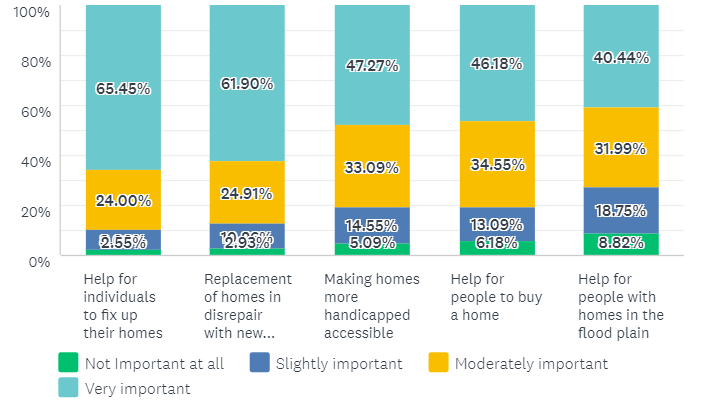 100%
80%
60%
40%
20%
0%
65.45%
61.90%
47.27%
46.18%
40.44%
24.00%
24.91%
33.09%
34.55%
31.99%
14.55%
13.09%
18.75%
2.55%
2.93%
5.09%
6.18%
8.82%
Help for
individuals
to fix up
their homes
Replacement
of homes in
disrepair
with new...
Making homes
more
handicapped
accessible
Help for
people to buy
a home
Help for
people with
homes in the
flood plain
Not Important at all
Slightly important
Moderately important
Very important